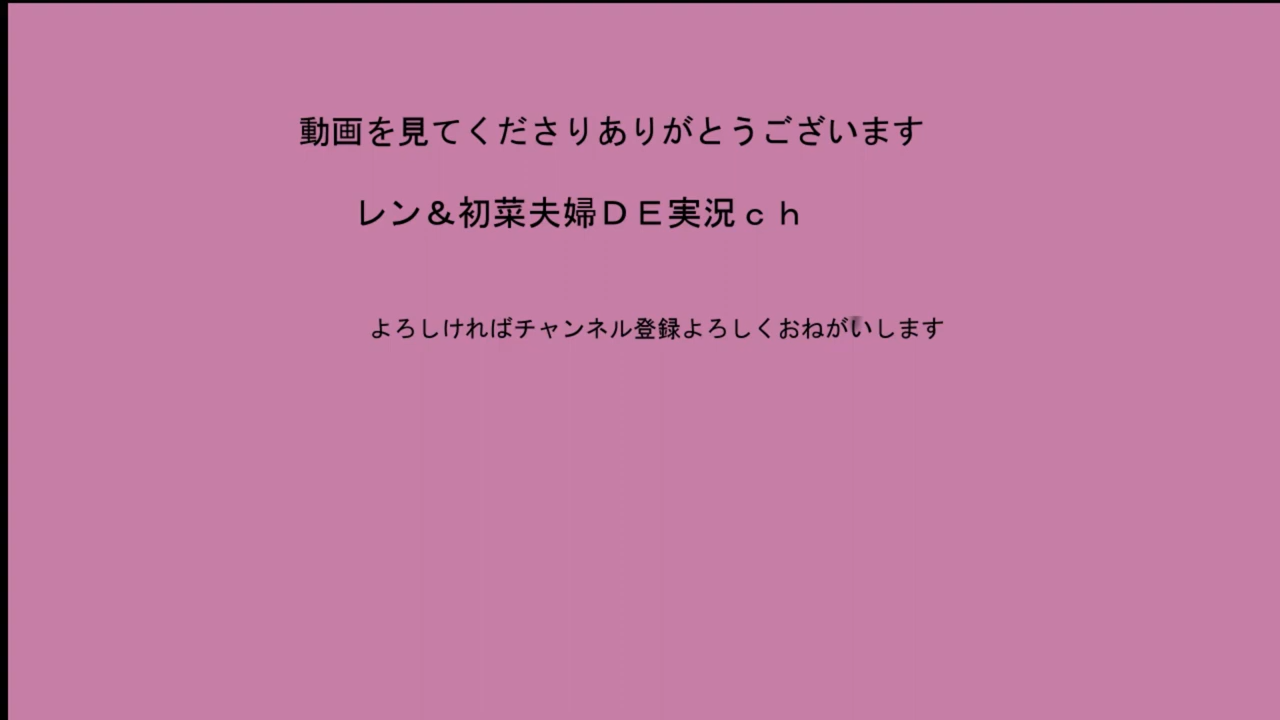 動画を見てくださりありがとうございます
レン＆初菜夫婦ＤＥ実況ｃｈ
よろしければチャンネル登録よろしくおねがいします